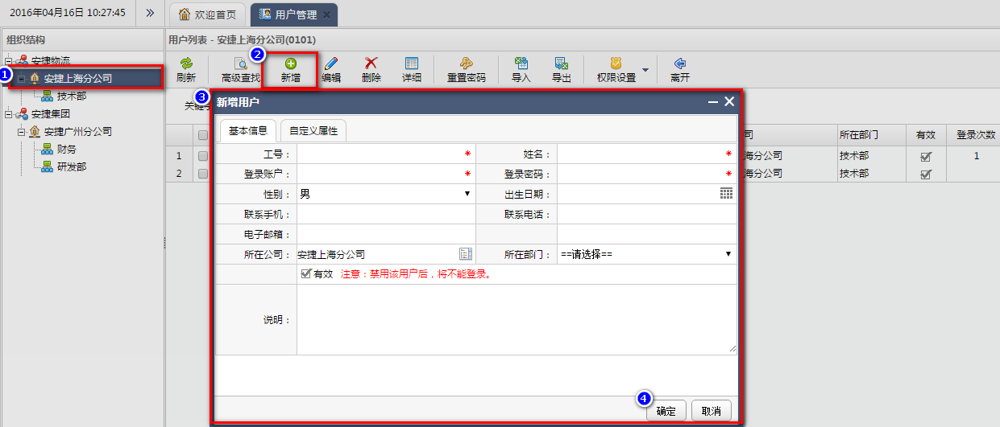 2016年04月16日 10:27:45 » 欢迎首页 用户管理 ×
组织结构 用户列表 - 安捷上海分公司(0101)
安捷物流
1 安捷上海分公司
技术部
安捷集团
安捷广州分公司
财务
研发部
2
刷新 高级查找 新增 编辑 删除 详细 重置密码 导入 导出 权限设置 离开
关键
所在部门 有效 登录次数
1 海分公司 技术部 1
2 海分公司 技术部
3 新增用户
基本信息 自定义属性
工号： * 姓名： *
登录账户： * 登录密码： *
性别： 男 出生日期：
联系手机： 联系电话：
电子邮箱：
所在公司： 安捷上海分公司 所在部门： ==请选择==
有效 注意：禁用该用户后，将不能登录。
说明：
4 确定 取消